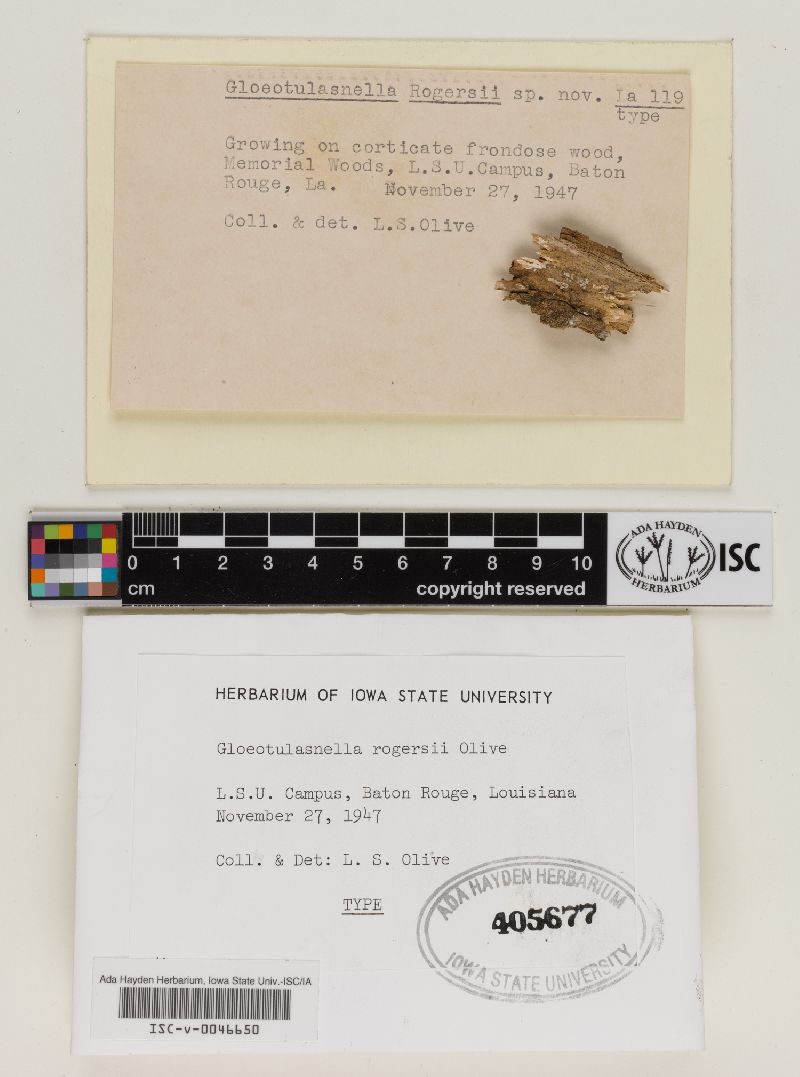 Gloeotulasnella Rogersii sp. nov. La 119
type
Growing on corticate frondose wood,
Memorial Woods, L.S.U.Campus, Baton
Rouge, La. November 27, 1947
Coll. & det. L.S.Olive
0 1 2 3 4 5 6 7 8 9 10
cm copyright reserved
ADA HAYDEN
HERBARIUM
ISC
HERBARIUM OF IOWA STATE UNIVERSITY
Gloeotulasnella rogersii Olive
L.S.U. Campus, Baton Rouge, Louisiana
November 27, 1947
Coll. & Det: L. S. Olive
TYPE
ADA HAYDEN HERBARIUM
405677
IOWA STATE UNIVERSITY
Ada Hayden Herbarium, Iowa State Univ.-ISC/IA
ISC-v-0046650